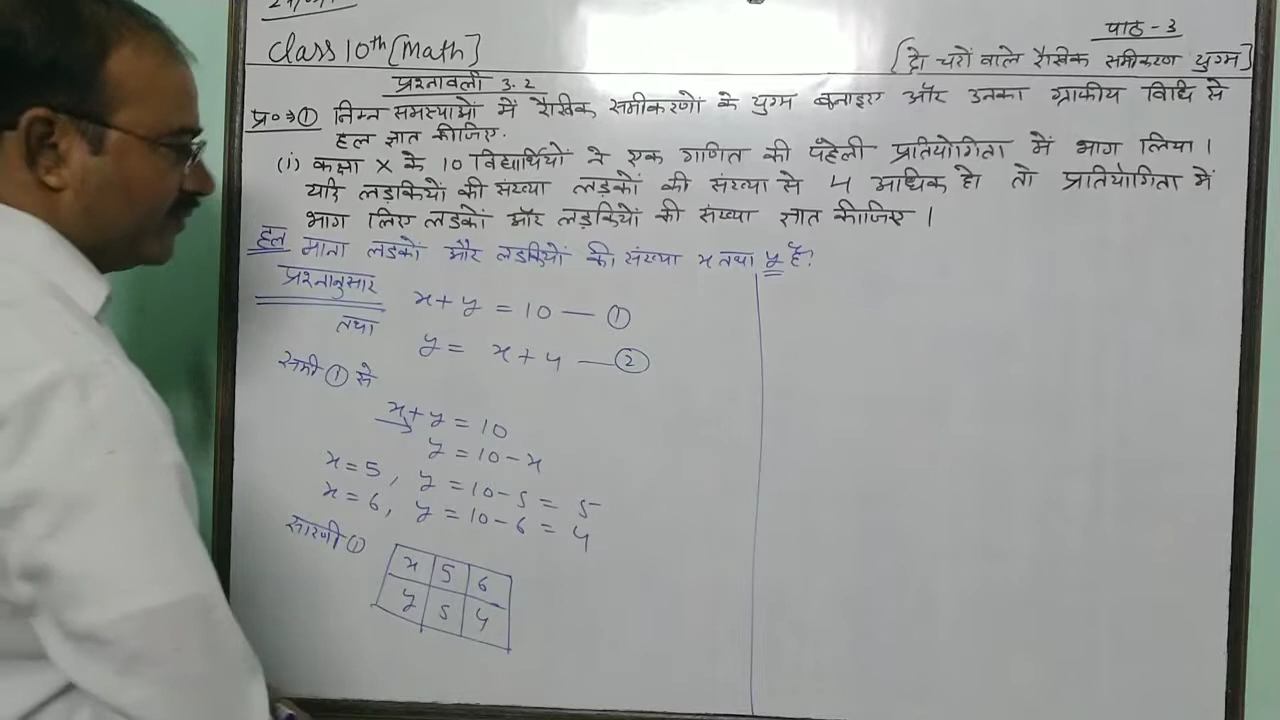 Class 10th [Math]
पाठ - 3
[दो चरों वाले रैखिक समीकरण युग्म]
प्रश्नावली 3.2
प्र०→① निम्न समस्याओं में रैखिक समीकरणों के युग्म बनाइए और उनका ग्राफीय विधि से
हल ज्ञात कीजिए.
(i) कक्षा X के 10 विद्यार्थियों ने एक गणित की पहेली प्रतियोगिता में भाग लिया।
यदि लड़कियों की संख्या लड़कों की संख्या से 4 अधिक हो तो प्रतियोगिता में
भाग लिए लडकों और लड़कियों की संख्या ज्ञात कीजिए।
हल माना लडकों और लडकियों की संख्या x तथा y है?
प्रश्नानुसार
x + y = 10 — ①
तथा
y = x + 4 — ②
समी ① से
x + y = 10
y = 10 - x
x = 5, y = 10 - 5 = 5
x = 6, y = 10 - 6 = 4
सारणी ①
x 5 6
y 5 4